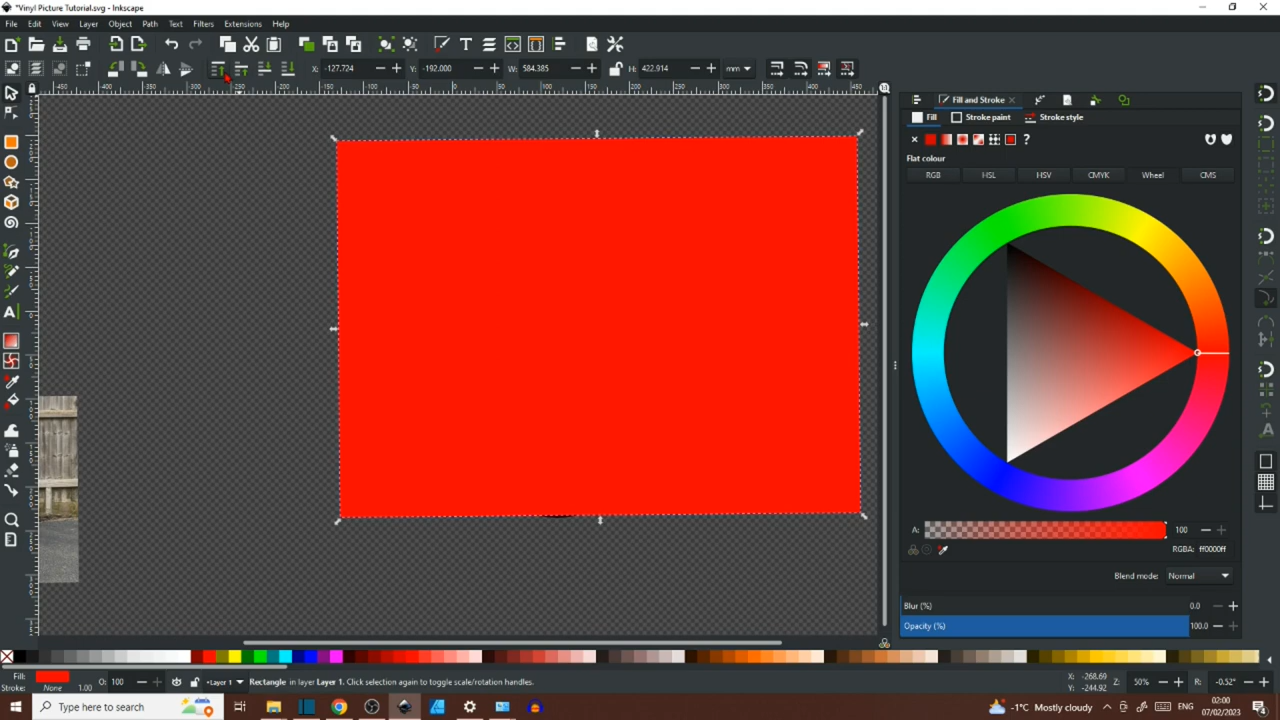 *Vinyl Picture Tutorial.svg - Inkscape
File Edit View Layer Object Path Text Filters Extensions Help
X: -127.724 Y: -192.000 W: 584.385 H: 422.914 mm
Fill and Stroke
Fill Stroke paint Stroke style
?
Flat colour
RGB HSL HSV CMYK Wheel CMS
A: 100
RGBA: ff0000ff
Blend mode: Normal
Blur (%) 0.0
Opacity (%) 100.0
Fill:
Stroke: None 1.00 O: 100 Layer 1 Rectangle in layer Layer 1. Click selection again to toggle scale/rotation handles. X: -268.69 Y: -244.92 Z: 50% R: -0.52°
Type here to search -1°C Mostly cloudy ENG 02:00 07/02/2023